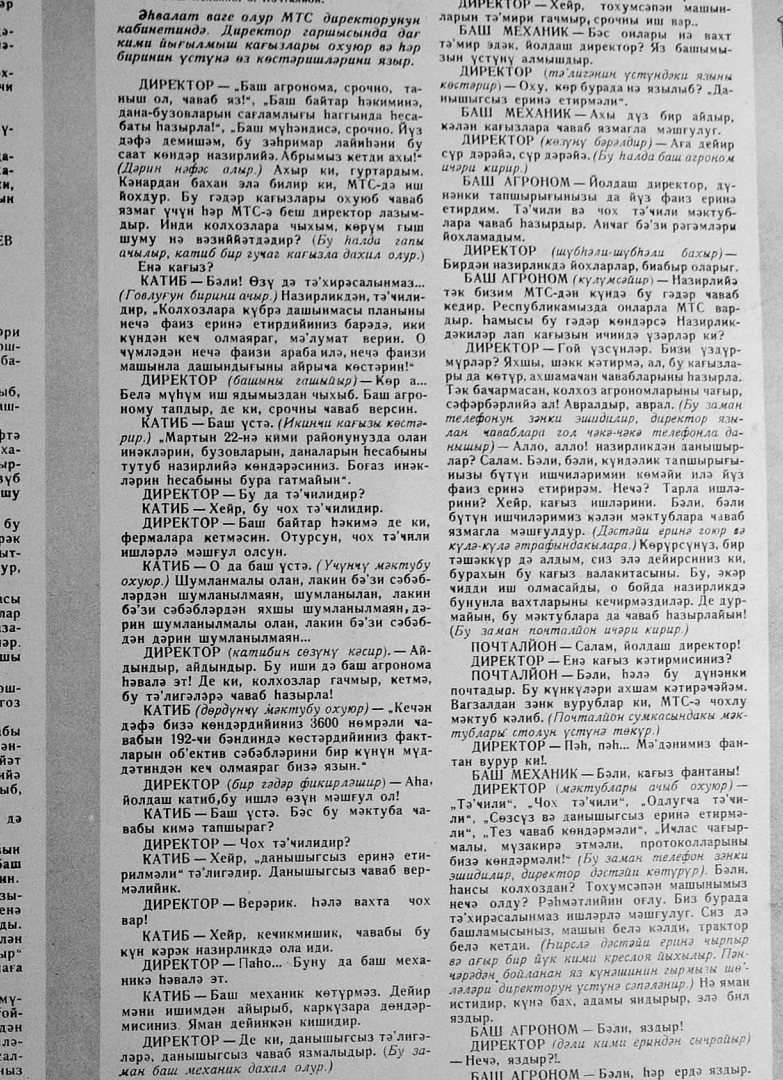 Әһвалат ваге олур МТС директорунун
кабинетиндә. Директор гаршысында даг
кими йығылмыш кағызлары охуюр вә һәр
биринин үстүнә өз көстәришләрини языр.
ДИРЕКТОР — „Баш агронома, срочно, та-
ныш ол, чаваб яз!“, „Баш байтар һәкиминә,
дана-бузовларын сағламлығы һаггында һеса-
баты һазырла!“, „Баш мүһәндисә, срочно. Йүз
дәфә демишәм, бу зәһримар лайиһәни бу
саат көндәр назирлийә. Абрымыз кетди ахы!“
(Дәрин нәфәс алыр.) Ахыр ки, гуртардым.
Кәнардан бахан элә билир ки, МТС-дә иш
йохдур. Бу гәдәр кағызлары охуюб чаваб
язмаг үчүн һәр МТС-ә беш директор лазым-
дыр. Инди колхозлара чыхым, көрүм гыш
шуму нә вәзиййәтдәдир? (Бу һалда гапы
ачылыр, катиб бир гучаг кағызла дахил олур.)
Енә кағыз?
КАТИБ — Бәли! Өзү дә тә’хирәсалынмаз...
(Говлуғун бирини ачыр.) Назирликдән, тә’чили-
дир, „Колхозлара күбрә дашынмасы планыны
нечә фаиз еринә етирдийиниз барәдә, ики
күндән кеч олмаяраг, мә’лумат верин. О
чүмләдән нечә фаизи араба илә, нечә фаизи
машынла дашындығыны айрыча көстәрин!“
ДИРЕКТОР (башыны гашыйыр) — Көр а...
Белә мүһүм иш ядымыздан чыхыб. Баш агро-
ному тапдыр, де ки, срочны чаваб версин.
КАТИБ — Баш үстә. (Икинчи кағызы көстә-
рир.) „Мартын 22-нә кими районунузда олан
инәкләрин, бузовларын, даналарын һесабыны
тутуб назирлийә көндәрәсиниз. Боғаз инәк-
ләрин һесабыны бура гатмайын“.
ДИРЕКТОР — Бу да тә’чилидир?
КАТИБ — Хейр, бу чох тә’чилидир.
ДИРЕКТОР — Баш байтар һәкимә де ки,
фермалара кетмәсин. Отурсун, чох тә’чили
ишләрлә мәшғул олсун.
КАТИБ — О да баш үстә. (Үчүнчү мәктубу
охуюр.) Шумланмалы олан, лакин бә’зи сәбәб-
ләрдән шумланылмаян, шумланылан, лакин
бә’зи сәбәбләрдән яхшы шумланылмаян, дә-
рин шумланылмалы олан, лакин бә’зи сәбәб-
дән дәрин шумланылмаян...
ДИРЕКТОР (катибин сөзүнү кәсир). — Ай-
дындыр, айдындыр. Бу иши дә баш агронома
һәвалә эт! Де ки, колхозлар гачмыр, кетмә,
бу тә’лигәләрә чаваб һазырла!
КАТИБ (дөрдүнчү мәктубу охуюр) — „Кечән
дәфә бизә көндәрдийиниз 3600 нөмрәли ча-
вабын 192-чи бәндиндә көстәрдийиниз факт-
ларын об’ектив сәбәбләрини бир күнүн мүд-
дәтиндән кеч олмаяраг бизә язын.“
ДИРЕКТОР (бир гәдәр фикирләшир) — Аһа,
йолдаш катиб, бу ишлә өзүн мәшғул ол!
КАТИБ — Баш үстә. Бәс бу мәктуба ча-
вабы кимә тапшыраг?
ДИРЕКТОР — Чох тә’чилидир?
КАТИБ — Хейр, „данышыгсыз еринә ети-
рилмәли“ тә’лигәдир. Данышыгсыз чаваб вер-
мәлийик.
ДИРЕКТОР — Верәрик. Һәлә вахта чох
вар!
КАТИБ — Хейр, кечикмишик, чавабы бу
күн кәрәк назирликдә ола иди.
ДИРЕКТОР — Паһо... Буну да баш меха-
никә һәвалә эт.
КАТИБ — Баш механик көтүрмәз. Дейир
мәни ишимдән айырыб, каргүзара дөндәр-
мисиниз. Яман дейинкән кишидир.
ДИРЕКТОР — Де ки, данышыгсыз тә’лигә-
ләрә, данышыгсыз чаваб язмалыдыр. (Бу за-
ман баш механик дахил олур.)
ДИРЕКТОР — Хейр, тохумсәпән машын-
ларын тә’мири гачмыр, срочны иш вар..
БАШ МЕХАНИК — Бәс онлары нә вахт
тә’мир эдәк, йолдаш директор? Яз башымы-
зын үстүнү алмышдыр.
ДИРЕКТОР (тә’лигәнин үстүндәки языны
көстәрир) — Оху, көр бурада нә язылыб? „Да-
нышыгсыз еринә етирмәли“.
БАШ МЕХАНИК — Ахы дүз бир айдыр,
кәлән кағызлара чаваб язмагла мәшғулуг.
ДИРЕКТОР (көзүнү бәрәлдир) — Аға дейир
сүр дәрәйә, сүр дәрәйә. (Бу һалда баш агроном
ичәри кирир.)
БАШ АГРОНОМ — Йолдаш директор, дү-
нәнки тапшырығынызы да йүз фаиз еринә
етирдим. Тә’чили вә чох тә’чили мәктуб-
лара чаваб һазырдыр. Анчаг бә’зи рәгәмләри
йохламадым.
ДИРЕКТОР (шүбһәли-шүбһәли бахыр) —
Бирдән назирликдә йохларлар, биабыр оларыг.
БАШ АГРОНОМ (күлүмсәйир) — Назирлийә
тәк бизим МТС-дән күндә бу гәдәр чаваб
кедир. Республикамызда онларла МТС вар-
дыр. Һамысы бу гәдәр көндәрсә Назирлик-
дәкиләр лап кағызын ичиндә үзәрләр ки?
ДИРЕКТОР — Гой үзсүнләр. Бизи үздүр-
мүрләр? Яхшы, шәкк кәтирмә, ал, бу кағызла-
ры да көтүр, ахшамачан чавабларыны һазырла.
Тәк бачармасан, колхоз агрономларыны чағыр,
сәфәрбәрлийә ал! Авралдыр, аврал. (Бу заман
телефонун зәнки эшидилир, директор язы-
лан чаваблара гол чәкә-чәкә телефонла да-
нышыр) — Алло, алло! назирликдән данышыр-
лар? Салам. Бәли, бәли, күндәлик тапшырығы-
нызы бүтүн ишчиләримин көмәйи илә йүз
фаиз еринә етирирәм. Нечә? Тарла ишлә-
рини? Хейр, кағыз ишләрини. Бәли, бәли
бүтүн ишчиләримиз кәлән мәктублара чаваб
язмагла мәшғулдур. (Дәстәйи еринә гоюр вә
күлә-күлә әтрафындакылара.) Көрүрсүнүз, бир
тәшәккүр дә алдым, сиз элә дейирсиниз ки,
бурахын бу кағыз валакитасыны. Бу, әкәр
чидди иш олмасайды, о бойда назирликдә
бунунла вахтларыны кечирмәздиләр. Де дур-
майын, бу мәктублара да чаваб һазырлайын!
(Бу заман почталйон ичәри кирир.)
ПОЧТАЛЙОН — Салам, йолдаш директор!
ДИРЕКТОР — Енә кағыз кәтирмисиниз?
ПОЧТАЛЙОН — Бәли, һәлә бу дүнәнки
почтадыр. Бу күнкүләри ахшам кәтирәчәйәм.
Вагзалдан зәнк вурублар ки, МТС-ә чохлу
мәктуб кәлиб. (Почталйон сумкасындакы мәк-
тублары столун үстүнә төкүр.)
ДИРЕКТОР — Пәһ, пәһ... Мә’дәнимиз фан-
тан вурур ки!.
БАШ МЕХАНИК — Бәли, кағыз фантаны!
ДИРЕКТОР (мәктублары ачыб охуюр) —
„Тә’чили“, „Чох тә’чили“, „Одлугча тә’чи-
ли“, „Сөзсүз вә данышыгсыз еринә етирмә-
ли“, „Тез чаваб көндәрмәли“, „Ичлас чағыр-
малы, музакирә этмәли, протоколларыны
бизә көндәрмәли!“ (Бу заман телефон зәнки
эшидилир, директор дәстәйи көтүрүр). Бәли,
һансы колхоздан? Тохумсәпән машынымыз
нечә олду? Рәһмәтлийин оғлу. Биз бурада
тә’хирәсалынмаз ишләрлә мәшғулуг. Сиз дә
башламысыныз, машын белә кәлди, трактор
белә кетди. (Һирслә дәстәйи еринә чырпыр
вә ағыр бир йүк кими креслоя йыхылыр. Пән-
чәрәдән бойланан яз күнәшинин гырмызы шө’-
ләләри директорун үстүнә сәпәләнир.) Нә яман
истидир, күнә бах, адамы яндырыр, элә бил
яздыр.
БАШ АГРОНОМ — Бәли, яздыр!
ДИРЕКТОР (дәли кими ериндән сычрайыр)
— Нечә, яздыр?!.
БАШ АГРОНОМ — Бәли, һәр ердә яздыр.